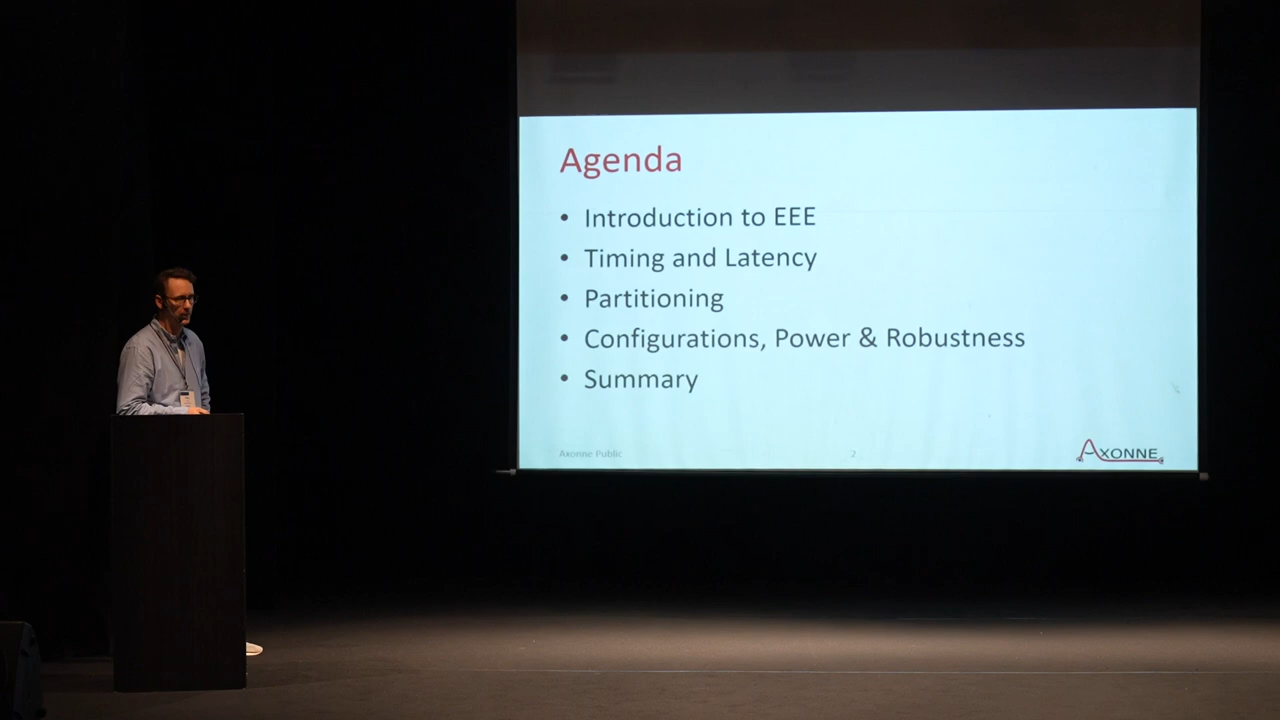 Agenda
• Introduction to EEE
• Timing and Latency
• Partitioning
• Configurations, Power & Robustness
• Summary
Axonne Public
2
AXONNE